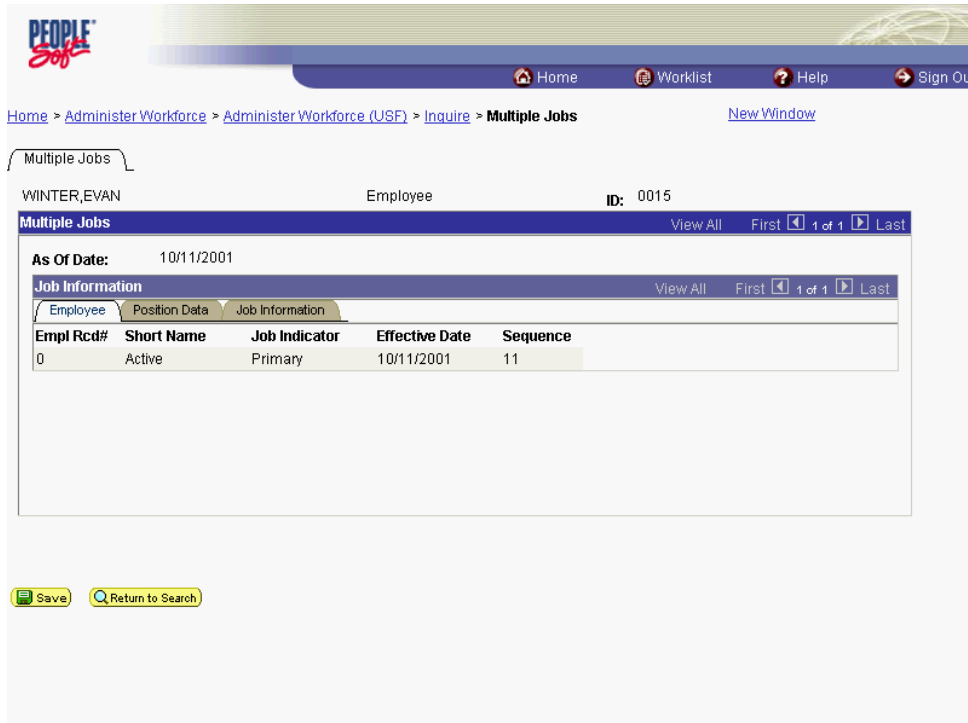 PEOPLE
Soft
Home Worklist Help Sign Ou
Home > Administer Workforce > Administer Workforce (USF) > Inquire > Multiple Jobs New Window
Multiple Jobs
WINTER,EVAN Employee ID: 0015
Multiple Jobs View All First 1 of 1 Last
As Of Date: 10/11/2001
Job Information View All First 1 of 1 Last
Employee Position Data Job Information
Empl Rcd# Short Name Job Indicator Effective Date Sequence
0 Active Primary 10/11/2001 11
Save Return to Search